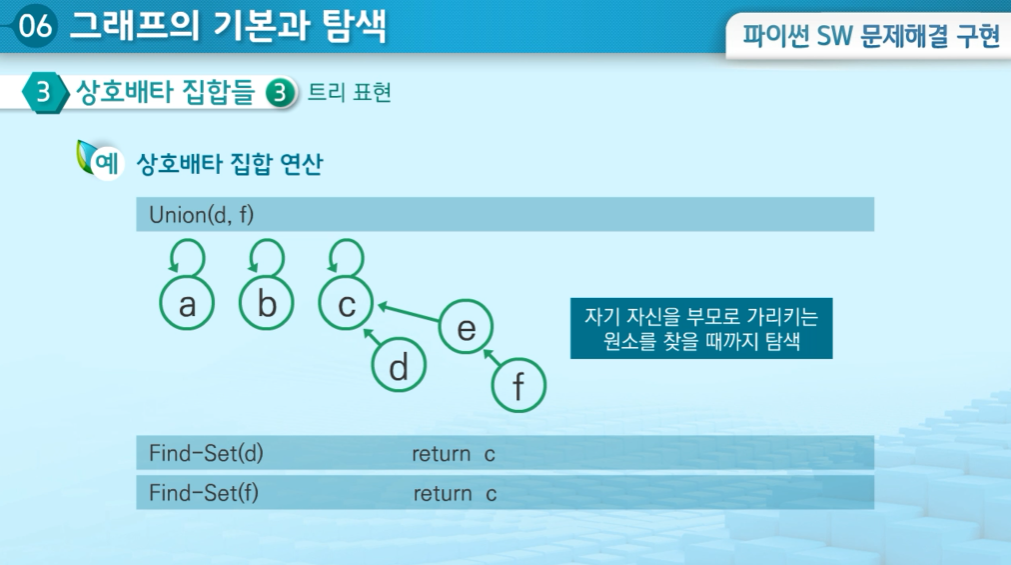 06 그래프의 기본과 탐색
파이썬 SW 문제해결 구현
3 상호배타 집합들 3 트리 표현
예 상호배타 집합 연산
Union(d, f)
a b c
e
d
f
자기 자신을 부모로 가리키는
원소를 찾을 때까지 탐색
Find-Set(d) return c
Find-Set(f) return c